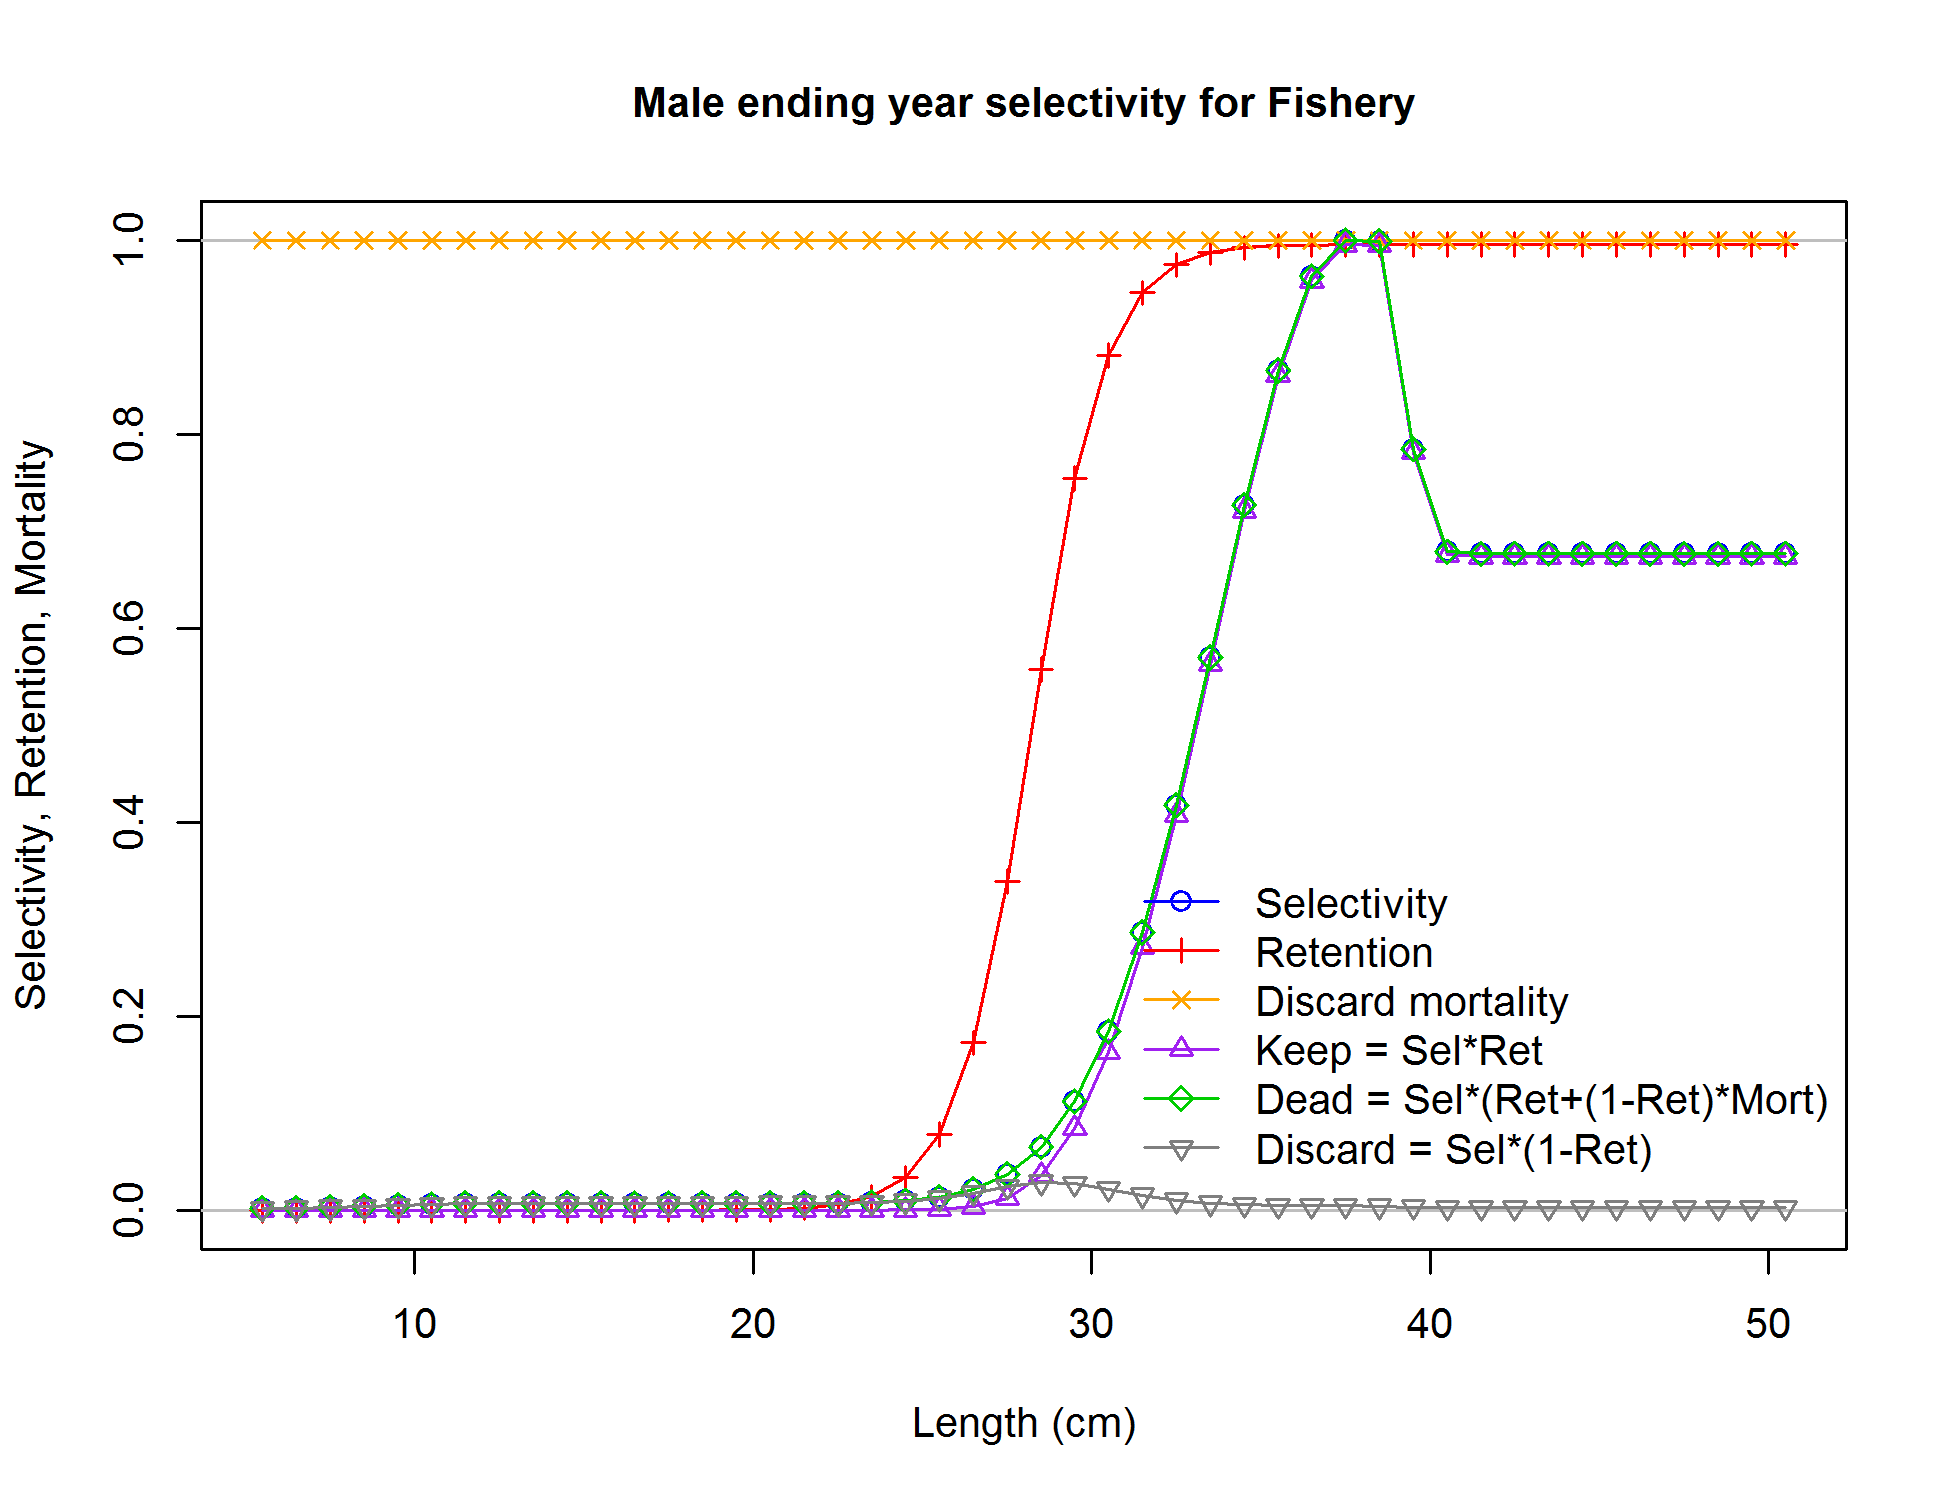 Male ending year selectivity for Fishery
Selectivity, Retention, Mortality
1.0
0.8
0.6
0.4
0.2
0.0
Selectivity
Retention
Discard mortality
Keep = Sel*Ret
Dead = Sel*(Ret+(1-Ret)*Mort)
Discard = Sel*(1-Ret)
10 20 30 40 50
Length (cm)